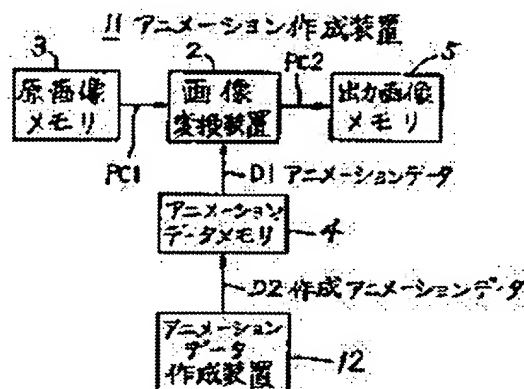 11 アニメーション作成装置
3
2
PC2
5
原画像
メモリ
画像
変換装置
出力画像
メモリ
PC1
D1 アニメーションデータ
アニメーション
データメモリ
4
D2 作成アニメーションデータ
アニメーション
データ
作成装置
12